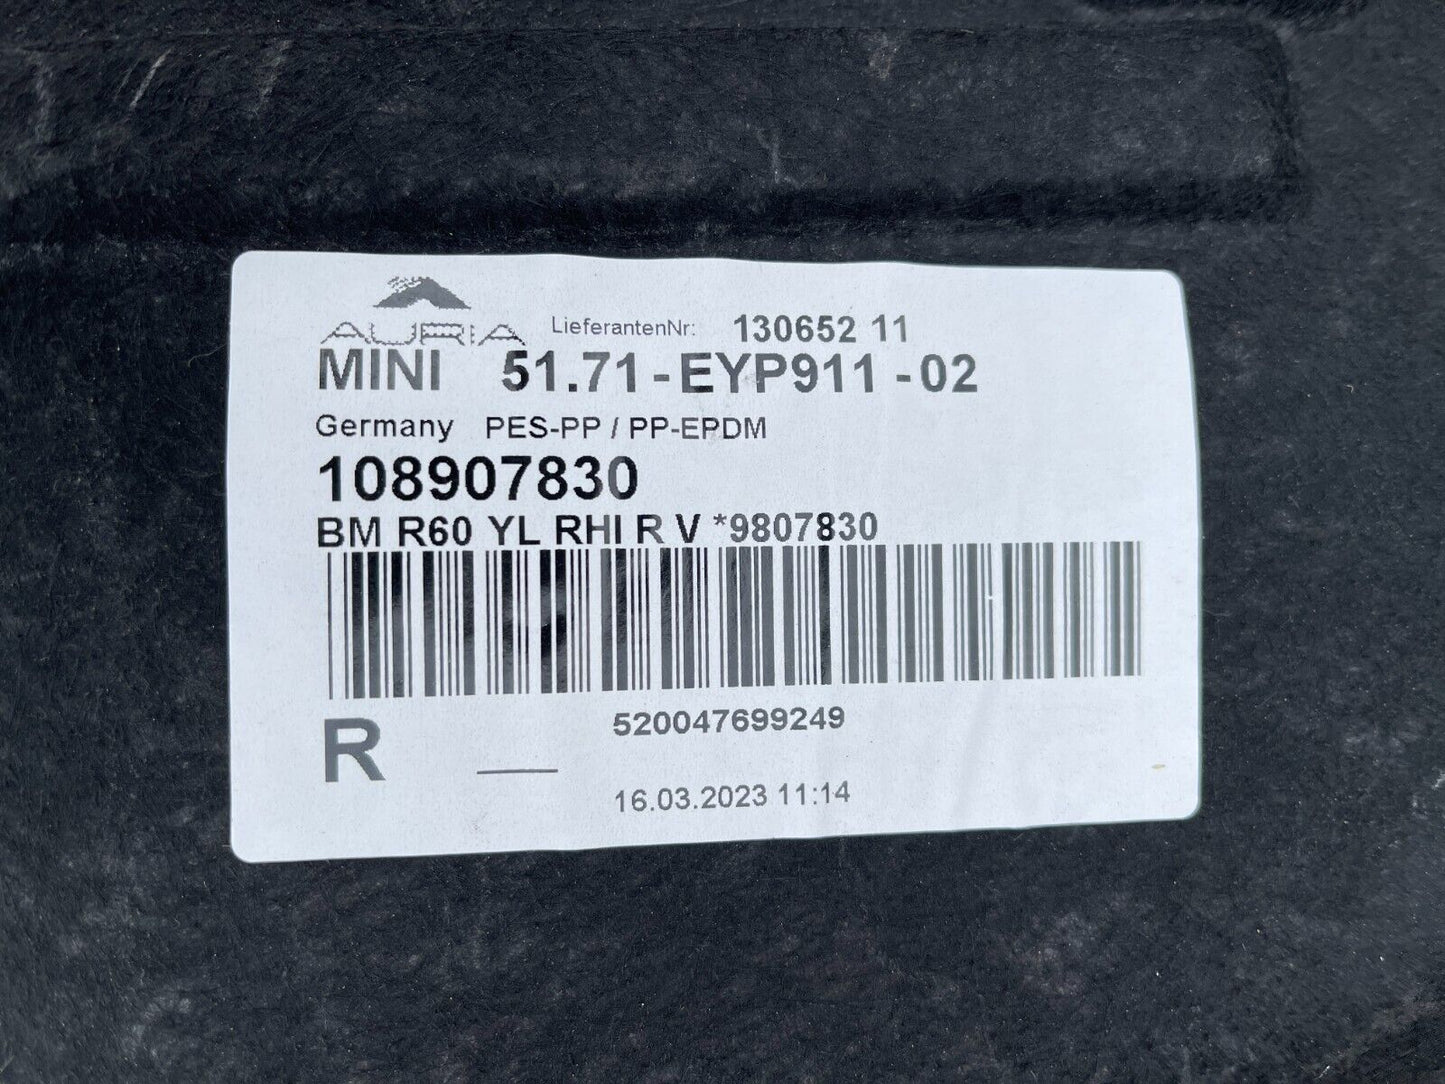 AURIA LieferantenNr: 130652 11
MINI 51.71-EYP911-02
Germany PES-PP / PP-EPDM
108907830
BM R60 YL RHI R V *9807830
520047699249
R
16.03.2023 11:14